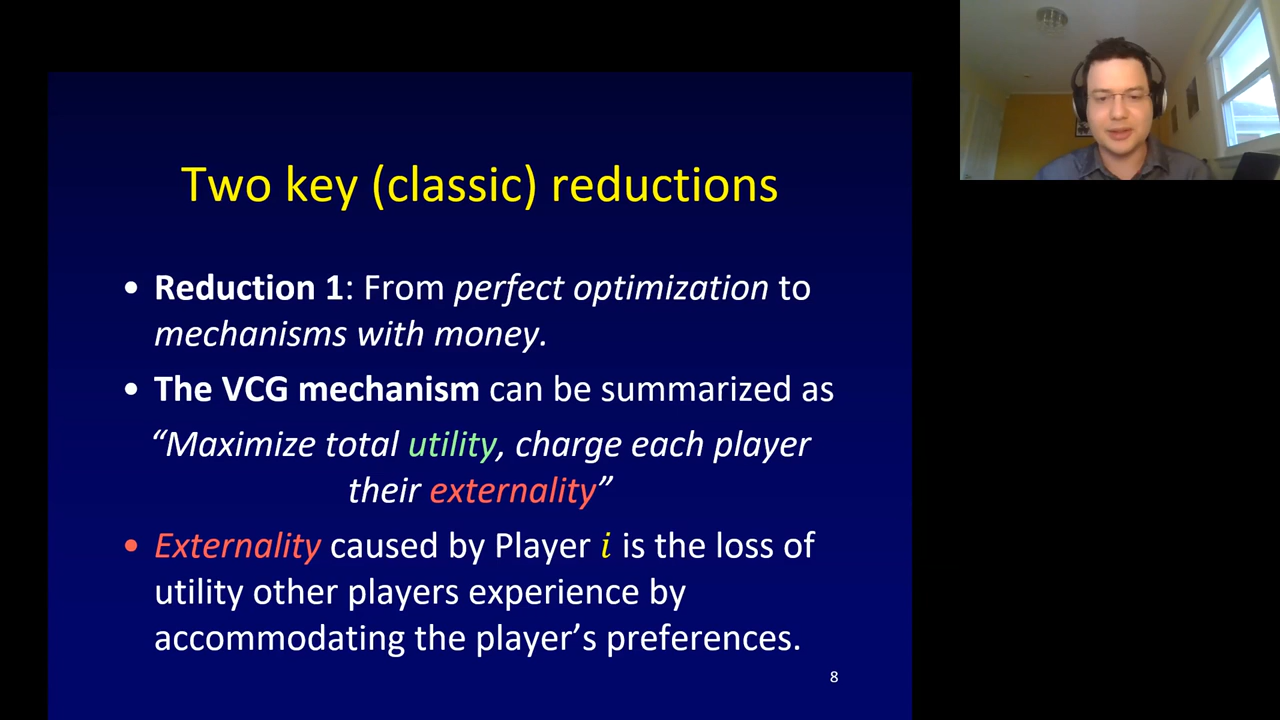 Two key (classic) reductions
• Reduction 1: From perfect optimization to
mechanisms with money.
• The VCG mechanism can be summarized as
“Maximize total utility, charge each player
their externality”
• Externality caused by Player i is the loss of
utility other players experience by
accommodating the player’s preferences.
8